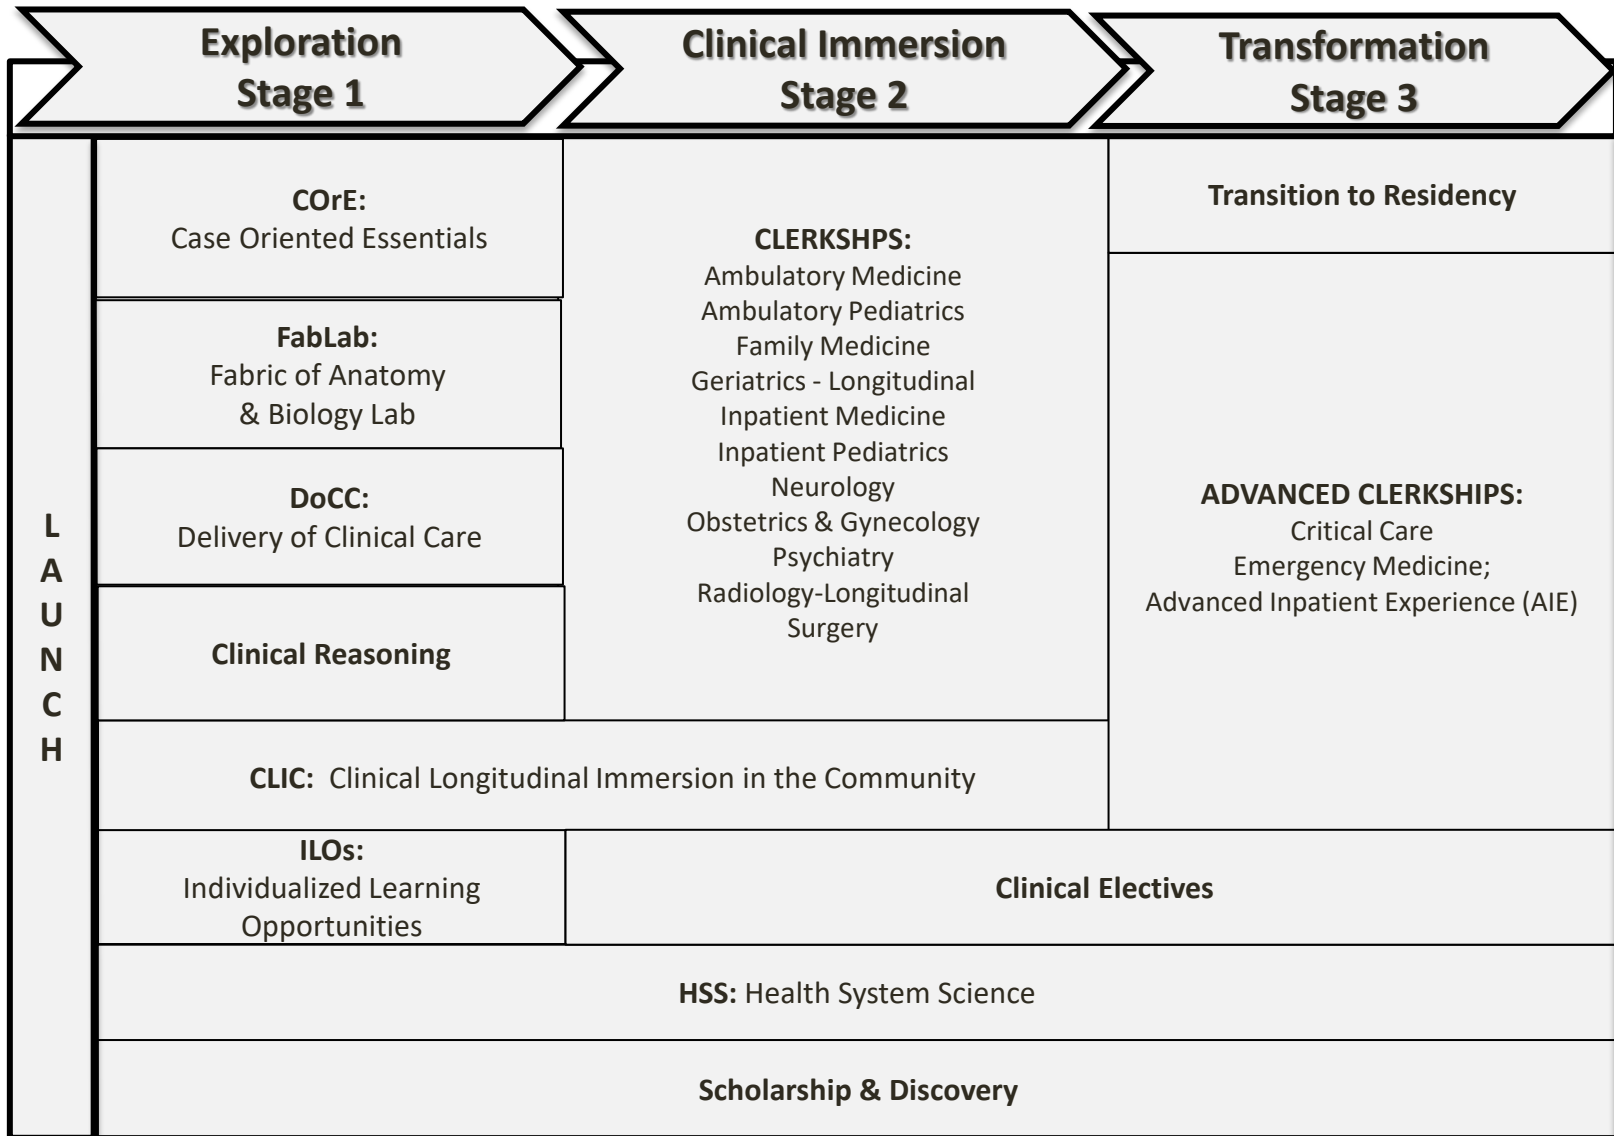 Exploration
Stage 1
Clinical Immersion
Stage 2
Transformation
Stage 3
LAUNCH
COrE:
Case Oriented Essentials
FabLab:
Fabric of Anatomy
& Biology Lab
DoCC:
Delivery of Clinical Care
Clinical Reasoning
CLERKSHPS:
Ambulatory Medicine
Ambulatory Pediatrics
Family Medicine
Geriatrics - Longitudinal
Inpatient Medicine
Inpatient Pediatrics
Neurology
Obstetrics & Gynecology
Psychiatry
Radiology-Longitudinal
Surgery
Transition to Residency
ADVANCED CLERKSHIPS:
Critical Care
Emergency Medicine;
Advanced Inpatient Experience (AIE)
CLIC: Clinical Longitudinal Immersion in the Community
ILOs:
Individualized Learning
Opportunities
Clinical Electives
HSS: Health System Science
Scholarship & Discovery